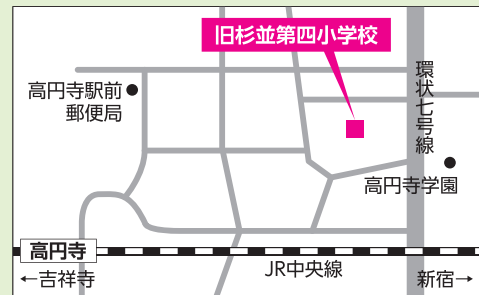 旧杉並第四小学校
高円寺駅前
郵便局
環状七号線
高円寺学園
高円寺
JR中央線
←吉祥寺
新宿→